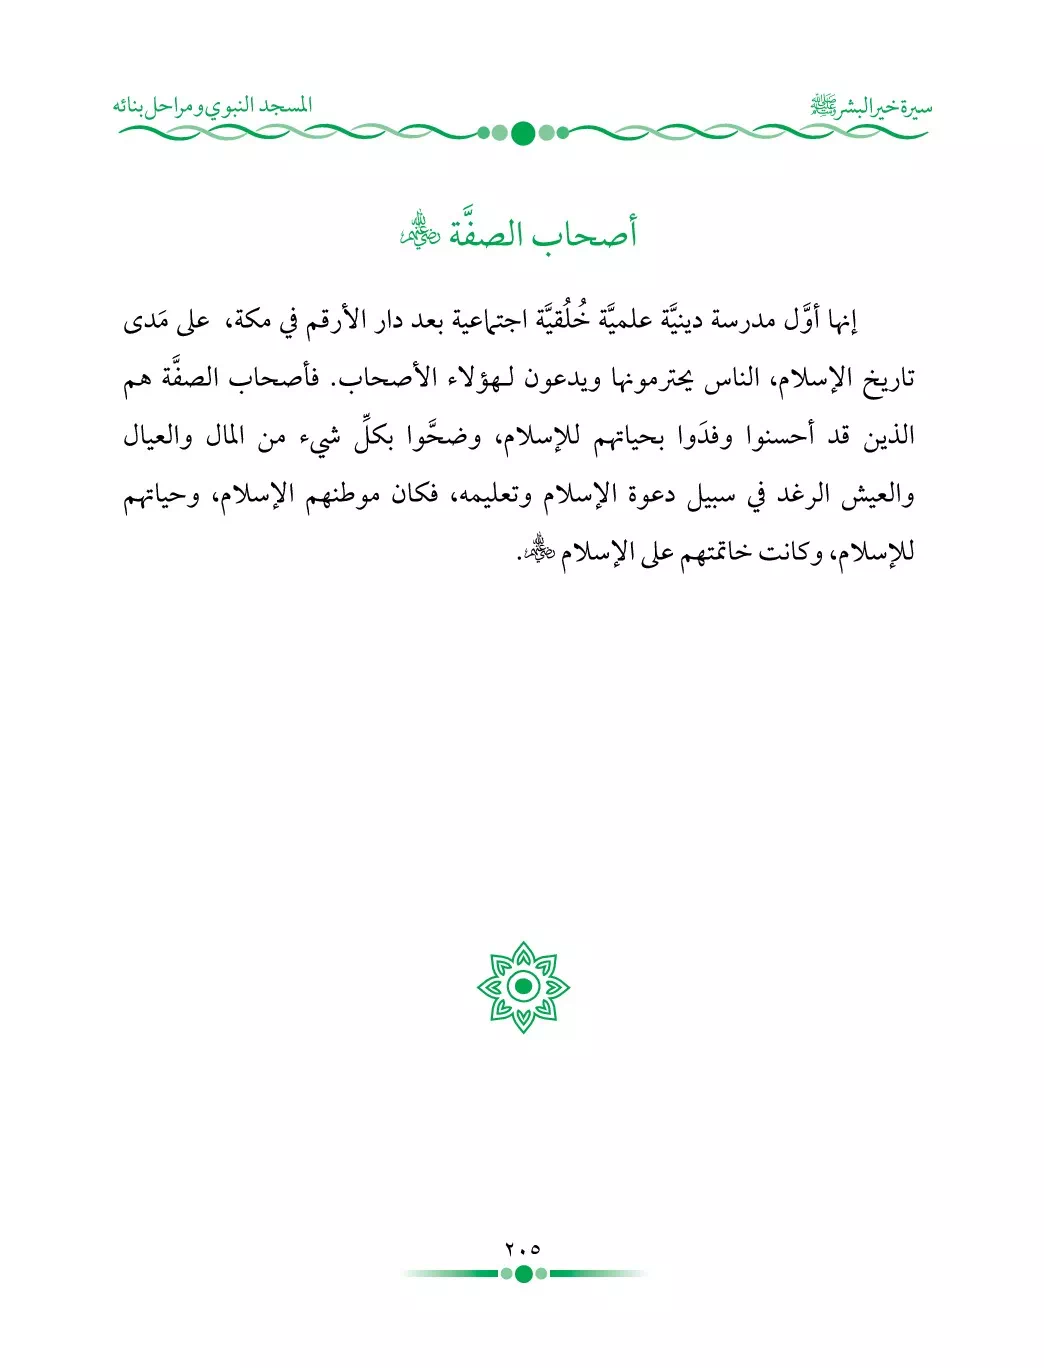 سيرة خير البشر ﷺ
المسجد النبوي ومراحل بنائه
أصحاب الصفَّة رضي الله عنهم
إنها أوَّل مدرسة دينيَّة علميَّة خُلُقيَّة اجتماعية بعد دار الأرقم في مكة، على مَدى
تاريخ الإسلام، الناس يحترمونها ويدعون لـهؤلاء الأصحاب. فأصحاب الصفَّة هم
الذين قد أحسنوا وفدَوا بحياتهم للإسلام، وضحَّوا بكلِّ شيء من المال والعيال
والعيش الرغد في سبيل دعوة الإسلام وتعليمه، فكان موطنهم الإسلام، وحياتهم
للإسلام، وكانت خاتمتهم على الإسلام رضي الله عنهم.
٢٠٥